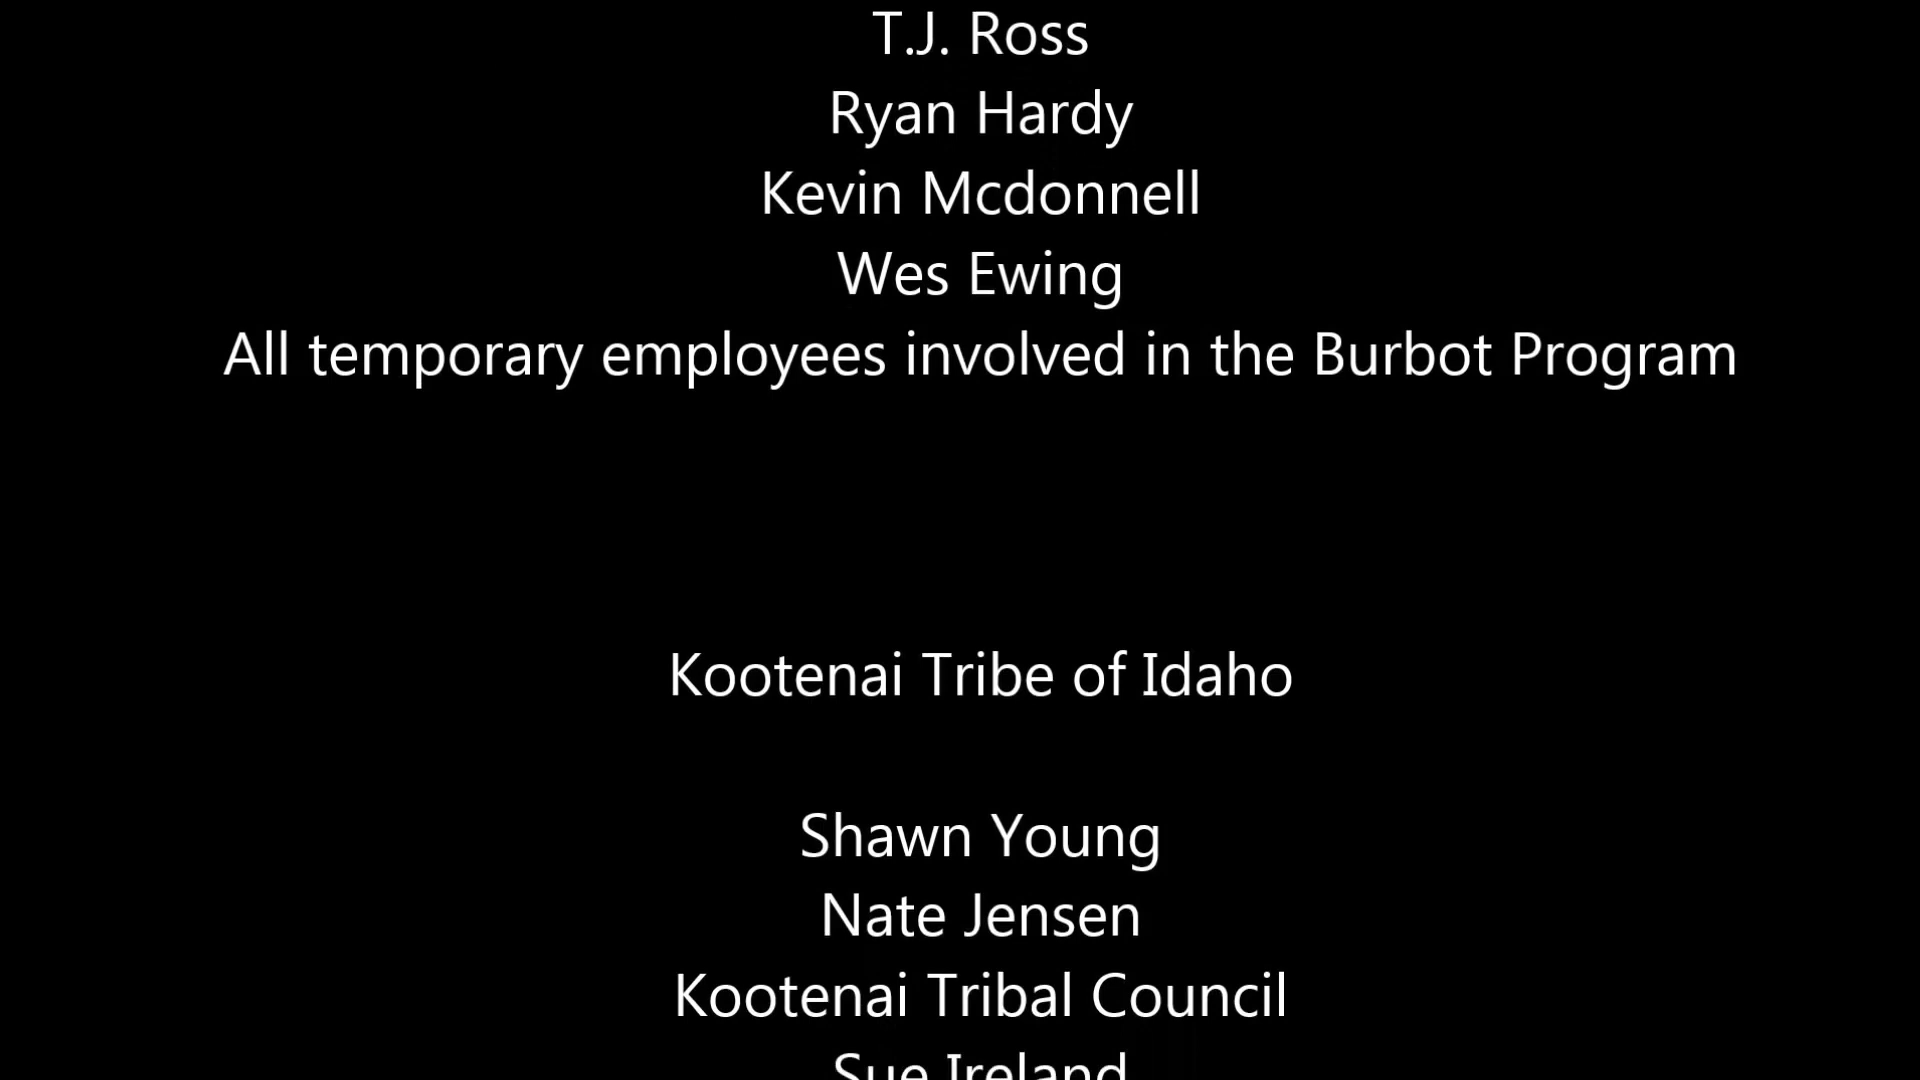 T.J. Ross
Ryan Hardy
Kevin Mcdonnell
Wes Ewing
All temporary employees involved in the Burbot Program
Kootenai Tribe of Idaho
Shawn Young
Nate Jensen
Kootenai Tribal Council
Sue Ireland